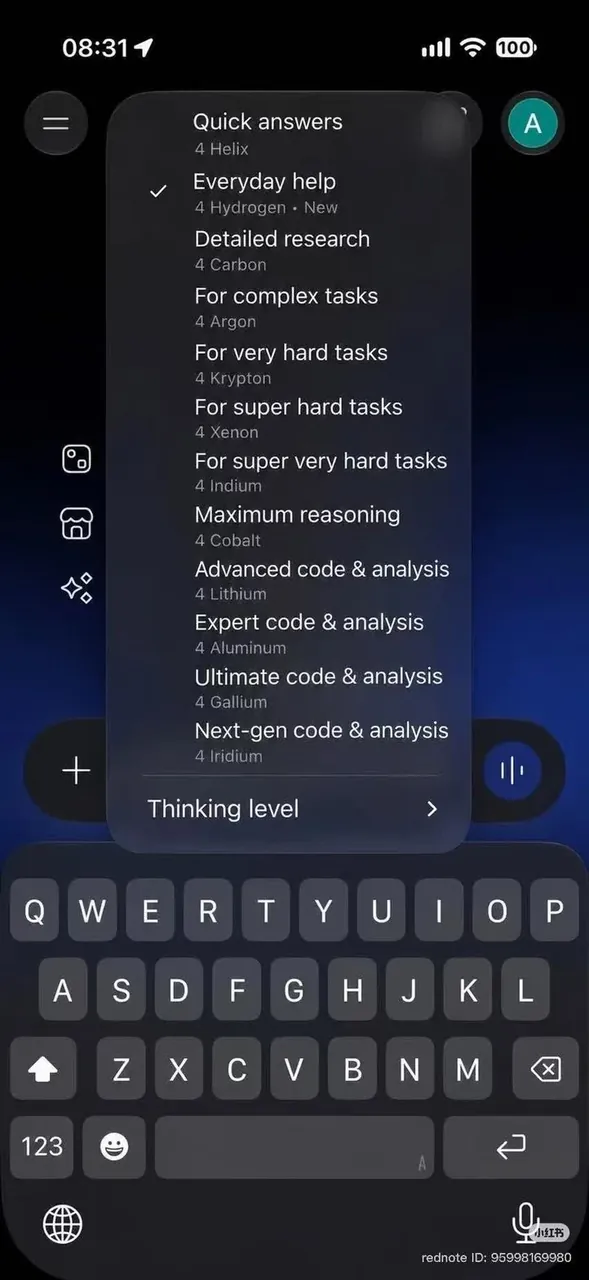 08:31
100
A
Quick answers
4 Helix
Everyday help
4 Hydrogen • New
Detailed research
4 Carbon
For complex tasks
4 Argon
For very hard tasks
4 Krypton
For super hard tasks
4 Xenon
For super very hard tasks
4 Indium
Maximum reasoning
4 Cobalt
Advanced code & analysis
4 Lithium
Expert code & analysis
4 Aluminum
Ultimate code & analysis
4 Gallium
Next-gen code & analysis
4 Iridium
Thinking level
Q W E R T Y U I O P
A S D F G H J K L
Z X C V B N M
123
A
小红书
rednote ID: 95998169980